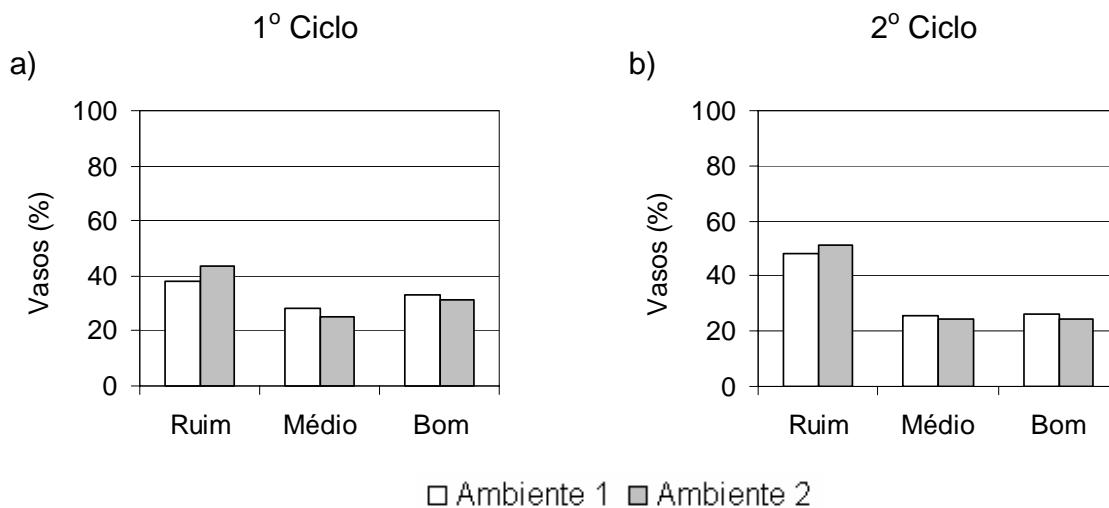 1º Ciclo
a)
Vasos (%)
100
80
60
40
20
0
Ruim Médio Bom
2º Ciclo
b)
Vasos (%)
100
80
60
40
20
0
Ruim Médio Bom
Ambiente 1 Ambiente 2